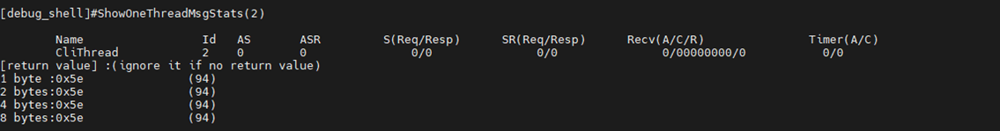 [debug_shell]#ShowOneThreadMsgStats(2)
Name Id AS ASR S(Req/Resp) SR(Req/Resp) Recv(A/C/R) Timer(A/C)
CliThread 2 0 0 0/0 0/0 0/00000000/0 0/0
[return value] :(ignore it if no return value)
1 byte :0x5e (94)
2 bytes:0x5e (94)
4 bytes:0x5e (94)
8 bytes:0x5e (94)